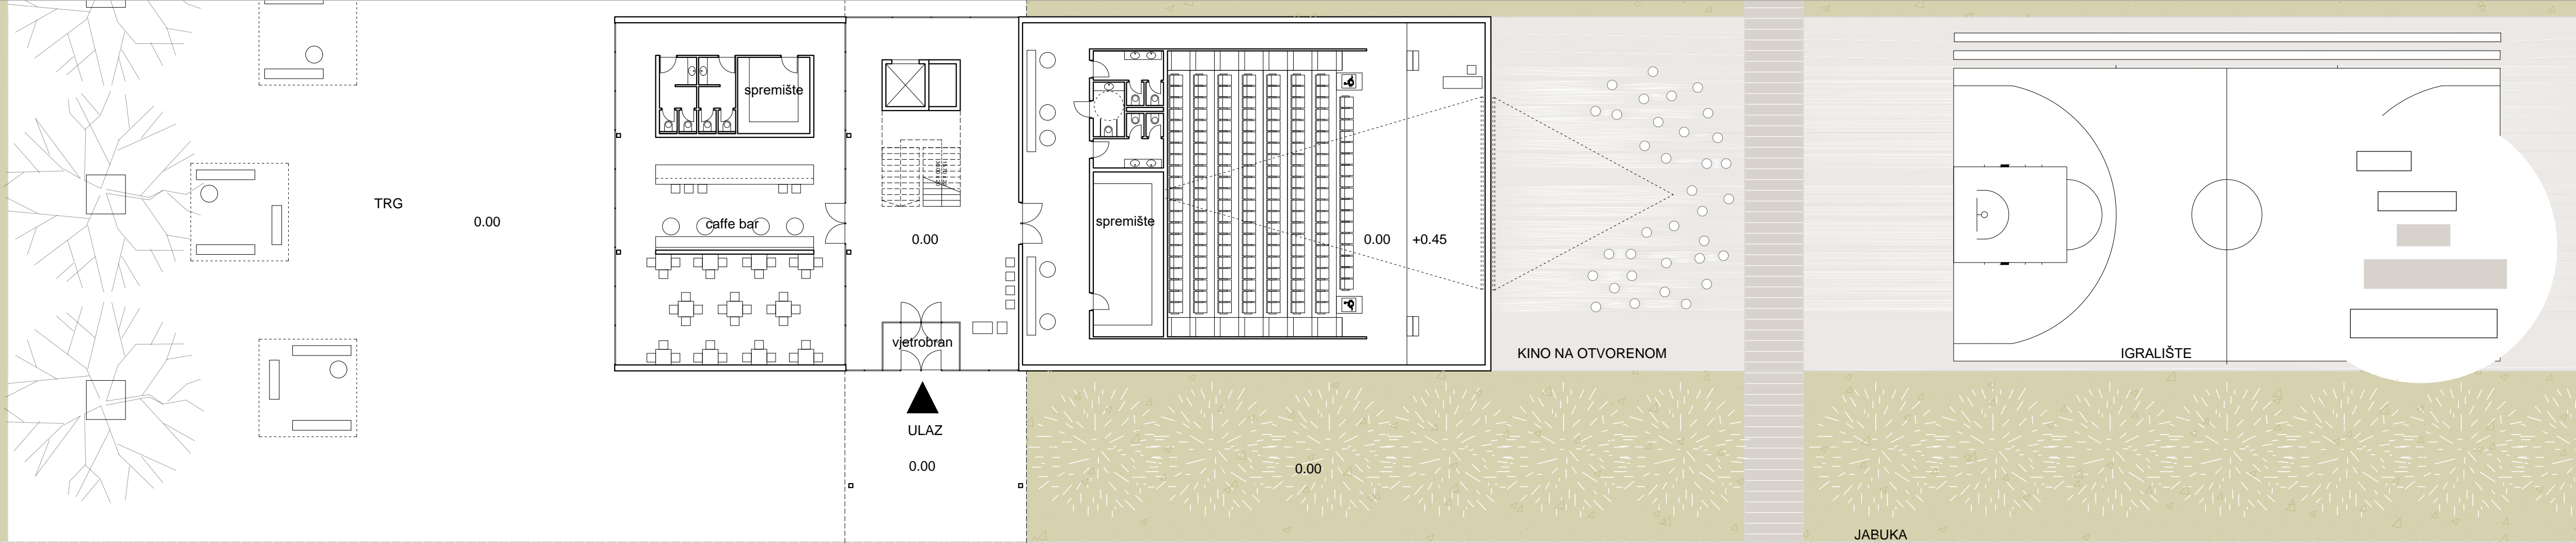 spremište
TRG
0.00
caffe bar
0.00
spremište
0.00
+0.45
vjetrobran
KINO NA OTVORENOM
IGRALIŠTE
ULAZ
0.00
0.00
JABUKA